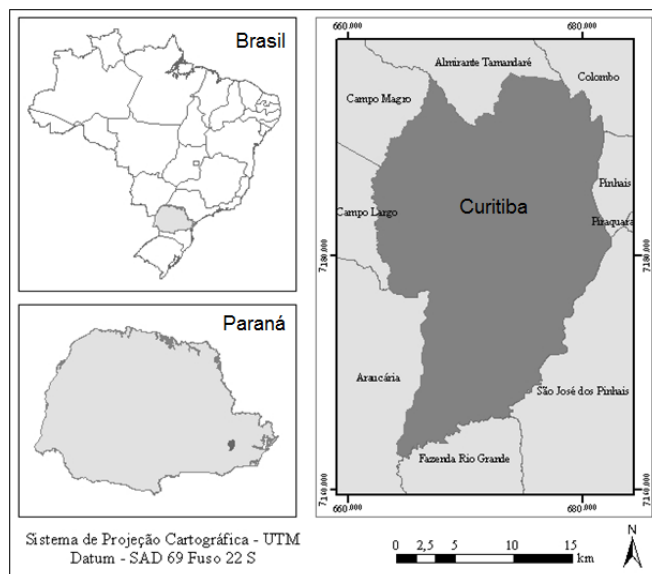 Brasil
Paraná
Sistema de Projeção Cartográfica - UTM
Datum - SAD 69 Fuso 22 S
660.000
680.000
Almirante Tamandaré
Colombo
Campo Magro
Pinhais
Campo Largo
Curitiba
Piraquara
7180.000
7180.000
Araucária
São José dos Pinhais
Fazenda Rio Grande
7140.000
7140.000
660.000
680.000
0 2,5 5 10 15
km
N